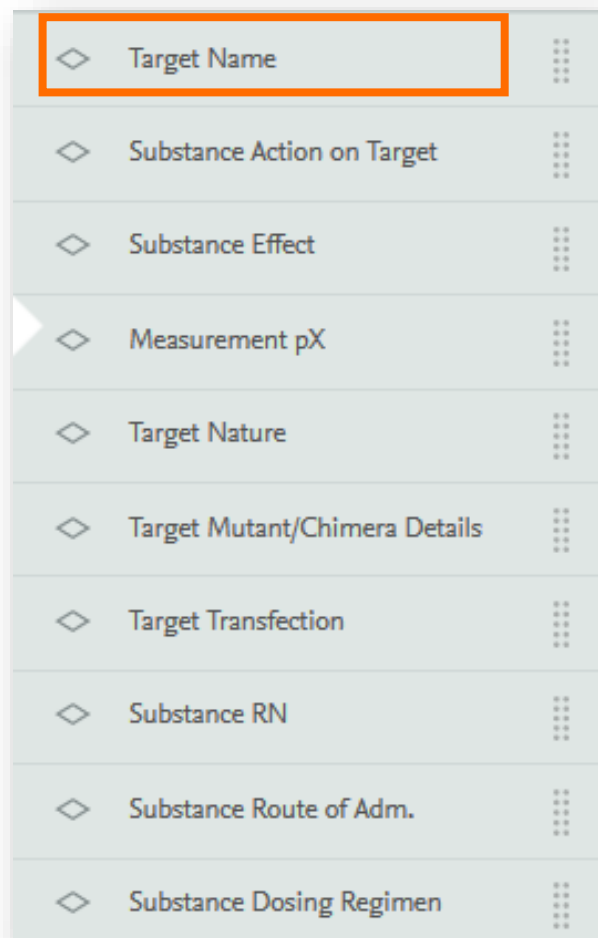 Target Name
Substance Action on Target
Substance Effect
Measurement pX
Target Nature
Target Mutant/Chimera Details
Target Transfection
Substance RN
Substance Route of Adm.
Substance Dosing Regimen